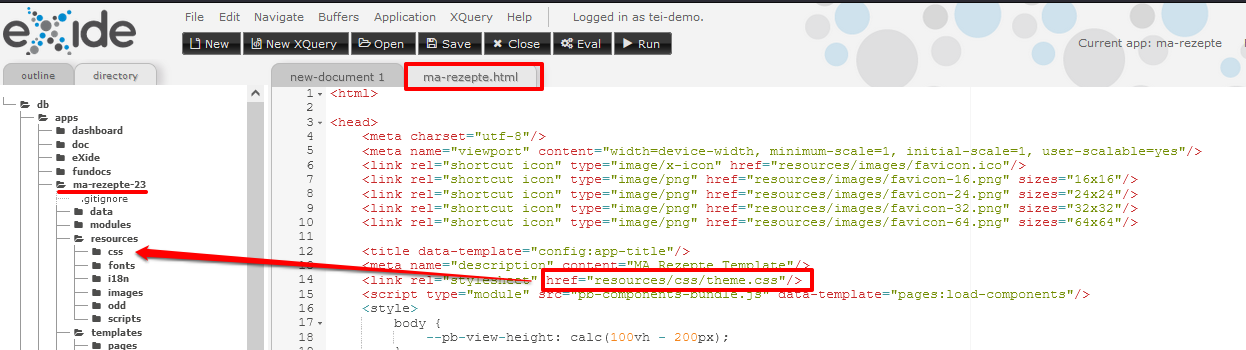 eXide
File Edit Navigate Buffers Application XQuery Help Logged in as tei-demo.
New New XQuery Open Save Close Eval Run
Current app: ma-rezepte
outline directory
new-document 1 ma-rezepte.html
db
apps
dashboard
doc
eXide
fundocs
ma-rezepte-23
.gitignore
data
modules
resources
css
fonts
i18n
images
odd
scripts
templates
pages
1 <html>
2
3 <head>
4 <meta charset="utf-8"/>
5 <meta name="viewport" content="width=device-width, minimum-scale=1, initial-scale=1, user-scalable=yes"/>
6 <link rel="shortcut icon" type="image/x-icon" href="resources/images/favicon.ico"/>
7 <link rel="shortcut icon" type="image/png" href="resources/images/favicon-16.png" sizes="16x16"/>
8 <link rel="shortcut icon" type="image/png" href="resources/images/favicon-24.png" sizes="24x24"/>
9 <link rel="shortcut icon" type="image/png" href="resources/images/favicon-32.png" sizes="32x32"/>
10 <link rel="shortcut icon" type="image/png" href="resources/images/favicon-64.png" sizes="64x64"/>
11
12 <title data-template="config:app-title"/>
13 <meta name="description" content="MA Rezepte Template"/>
14 <link rel="stylesheet" href="resources/css/theme.css"/>
15 <script type="module" src="pb-components-bundle.js" data-template="pages:load-components"/>
16 <style>
17 body {
18 --pb-view-height: calc(100vh - 200px);
19 }